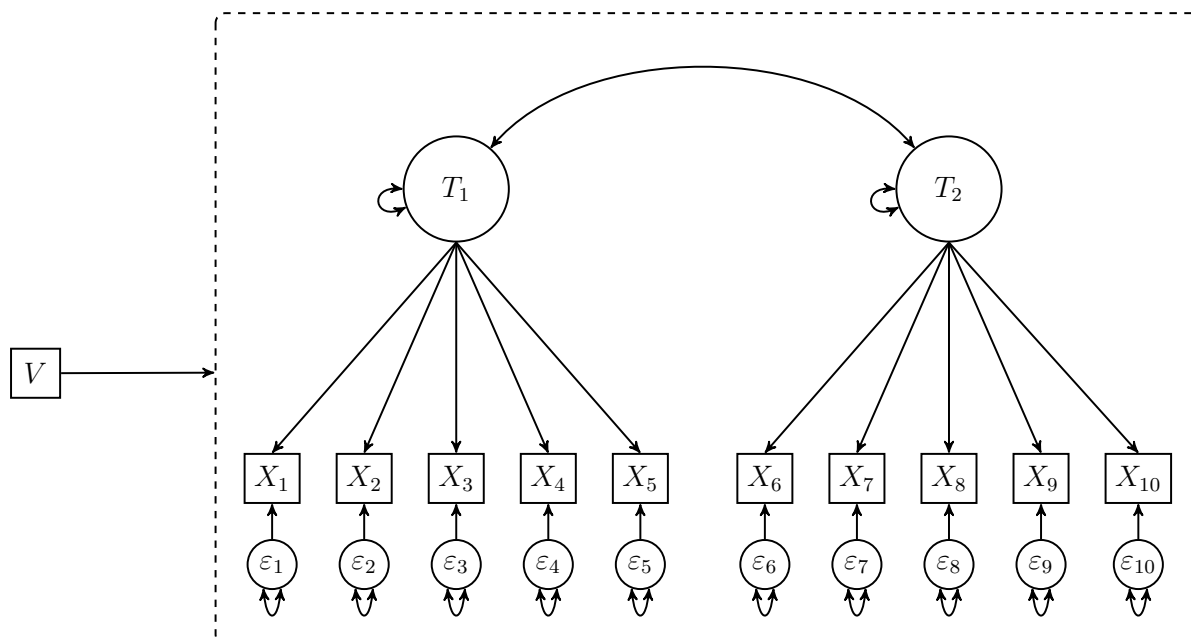 T₁ T₂
V
X₁ X₂ X₃ X₄ X₅ X₆ X₇ X₈ X₉ X₁₀
ε₁ ε₂ ε₃ ε₄ ε₅ ε₆ ε₇ ε₈ ε₉ ε₁₀